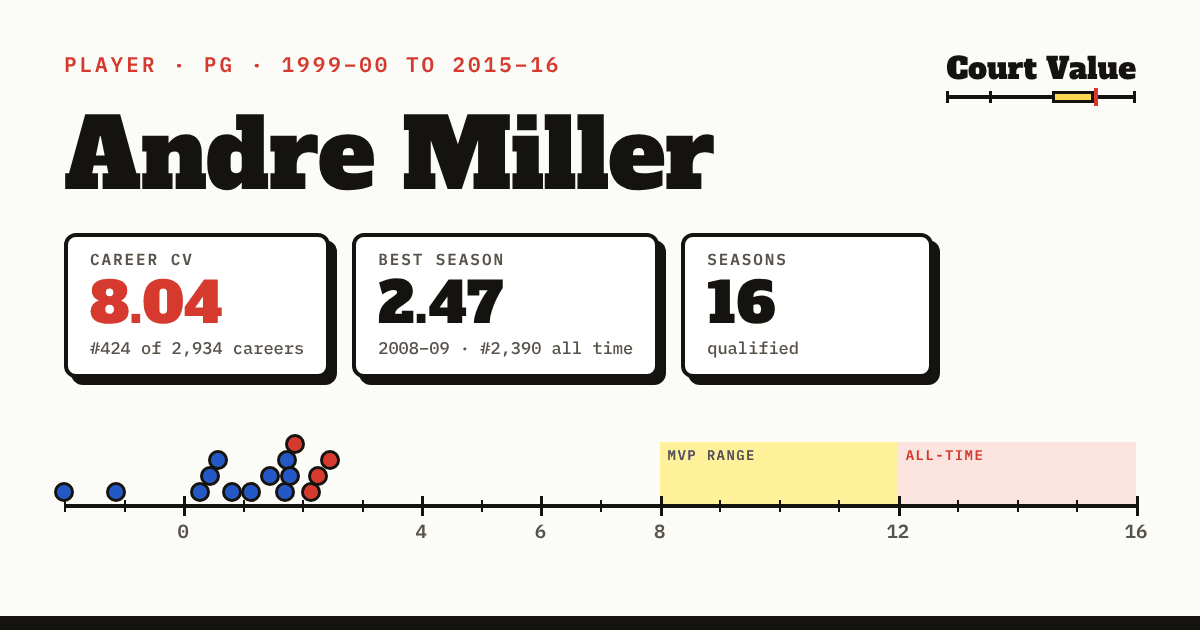 PLAYER · PG · 1999–00 TO 2015–16
Court Value
Andre Miller
CAREER CV
8.04
#424 of 2,934 careers
BEST SEASON
2.47
2008–09 · #2,390 all time
SEASONS
16
qualified
MVP RANGE
ALL-TIME
0 4 6 8 12 16